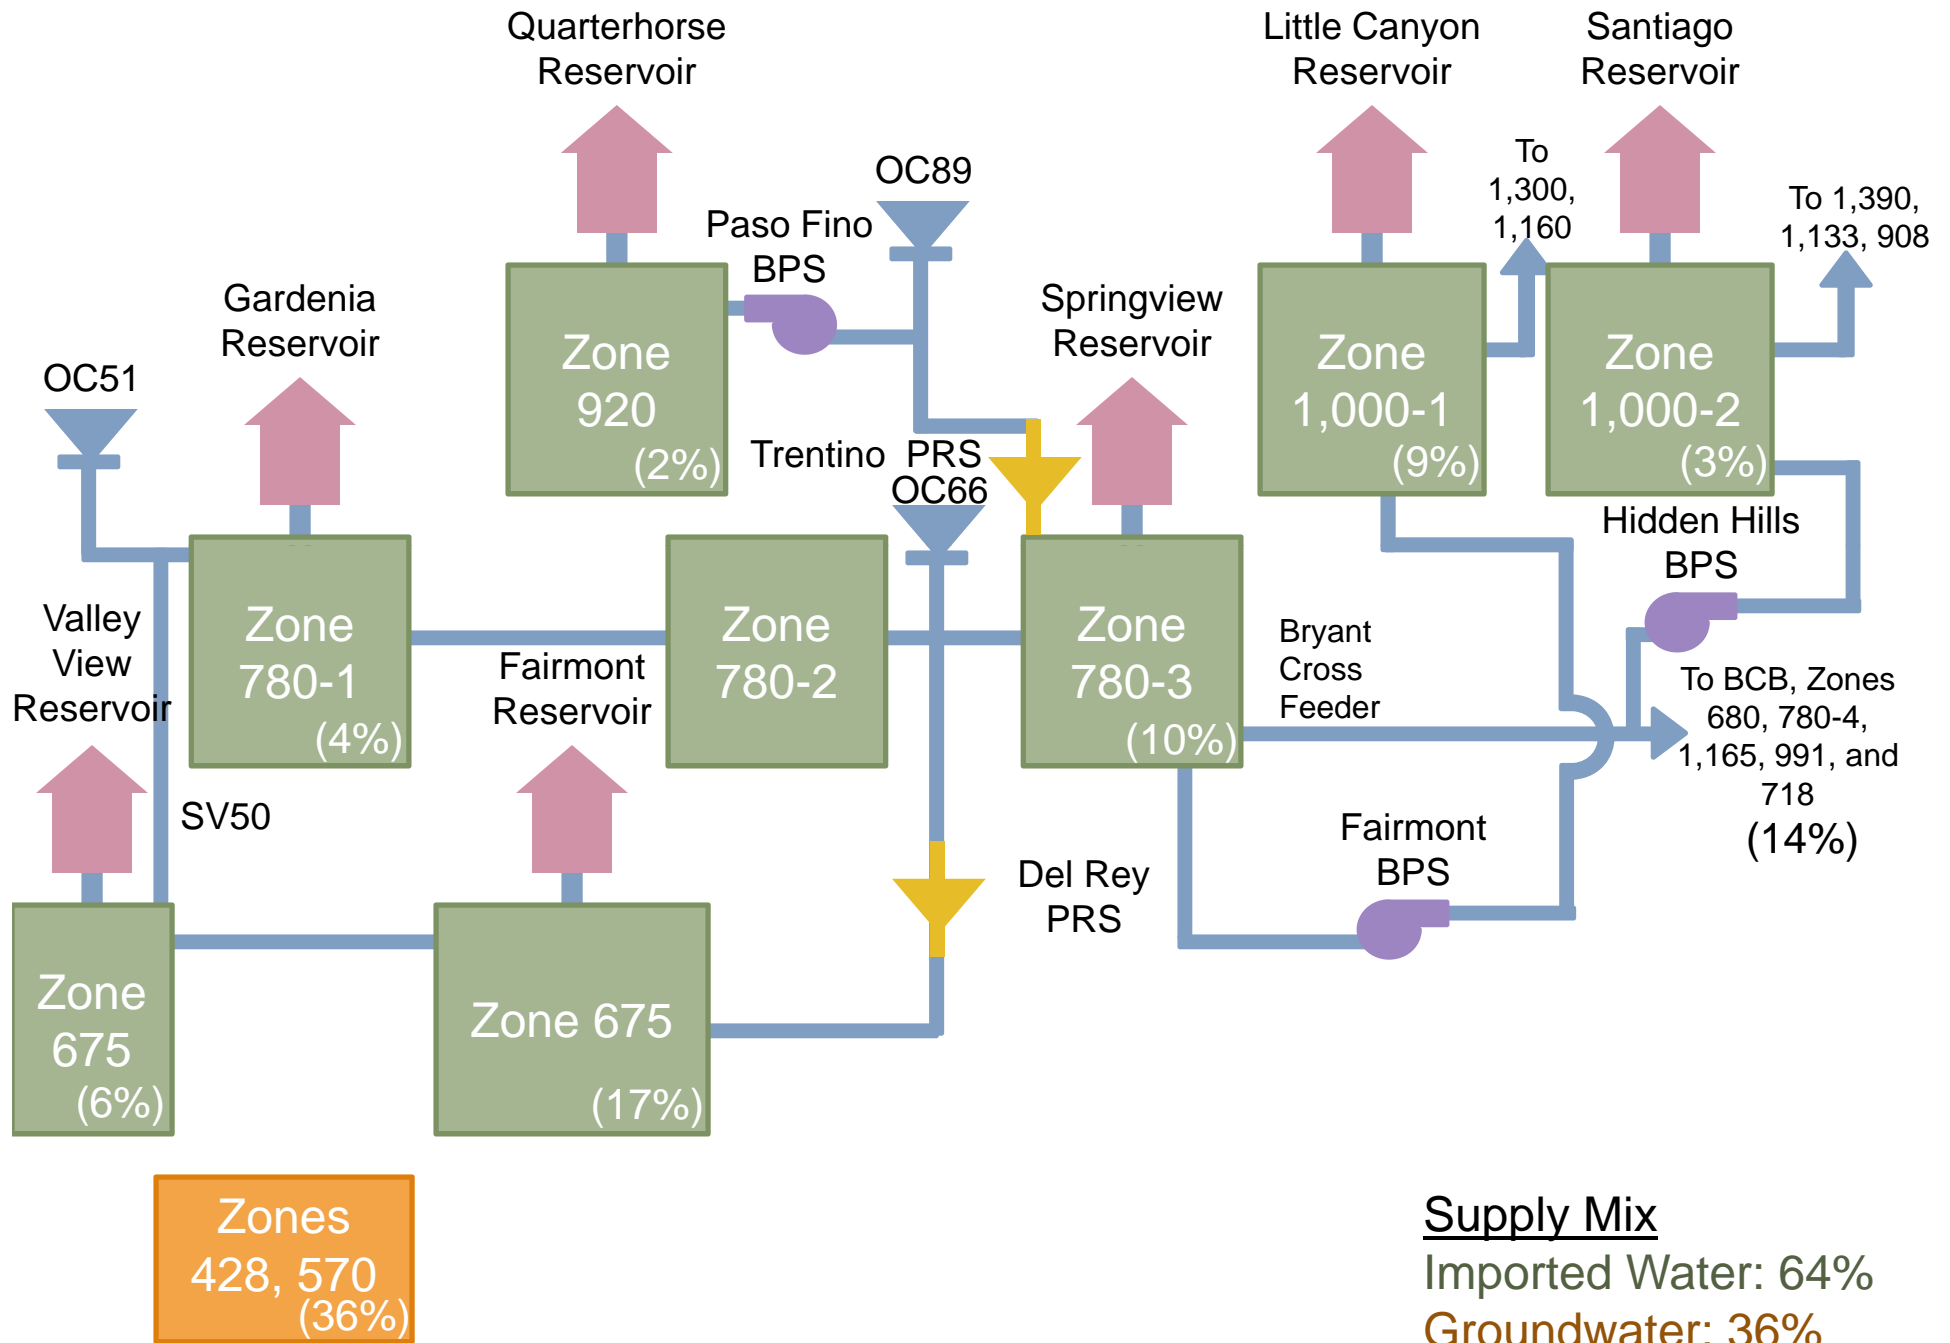 Quarterhorse
Reservoir
Little Canyon
Reservoir
Santiago
Reservoir
To
1,300,
1,160
To 1,390,
1,133, 908
OC89
Paso Fino
BPS
Gardenia
Reservoir
Springview
Reservoir
OC51
Zone
920
(2%)
Zone
1,000-1
(9%)
Zone
1,000-2
(3%)
Trentino PRS
OC66
Hidden Hills
BPS
Valley
View
Reservoir
Zone
780-1
(4%)
Fairmont
Reservoir
Zone
780-2
Zone
780-3
(10%)
Bryant
Cross
Feeder
To BCB, Zones
680, 780-4,
1,165, 991, and
718
(14%)
SV50
Fairmont
BPS
Del Rey
PRS
Zone
675
(6%)
Zone 675
(17%)
Zones
428, 570
(36%)
Supply Mix
Imported Water: 64%
Groundwater: 36%